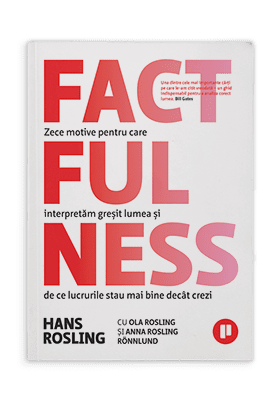 FACT
Una dintre cele mai importante cărți
pe care le-am citit vreodată – un ghid
indispensabil pentru a analiza corect
lumea. Bill Gates
Zece motive pentru care
FUL
interpretăm greșit lumea și
NESS
de ce lucrurile stau mai bine decât crezi
HANS
ROSLING
CU OLA ROSLING
ȘI ANNA ROSLING
RÖNNLUND